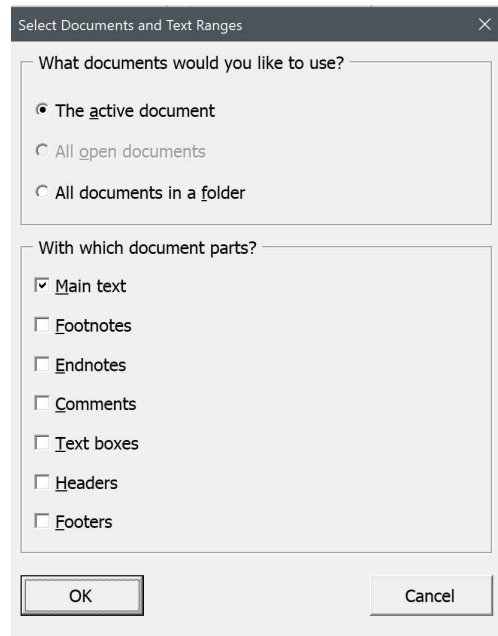 Select Documents and Text Ranges
What documents would you like to use?
The active document
All open documents
All documents in a folder
With which document parts?
Main text
Footnotes
Endnotes
Comments
Text boxes
Headers
Footers
OK Cancel